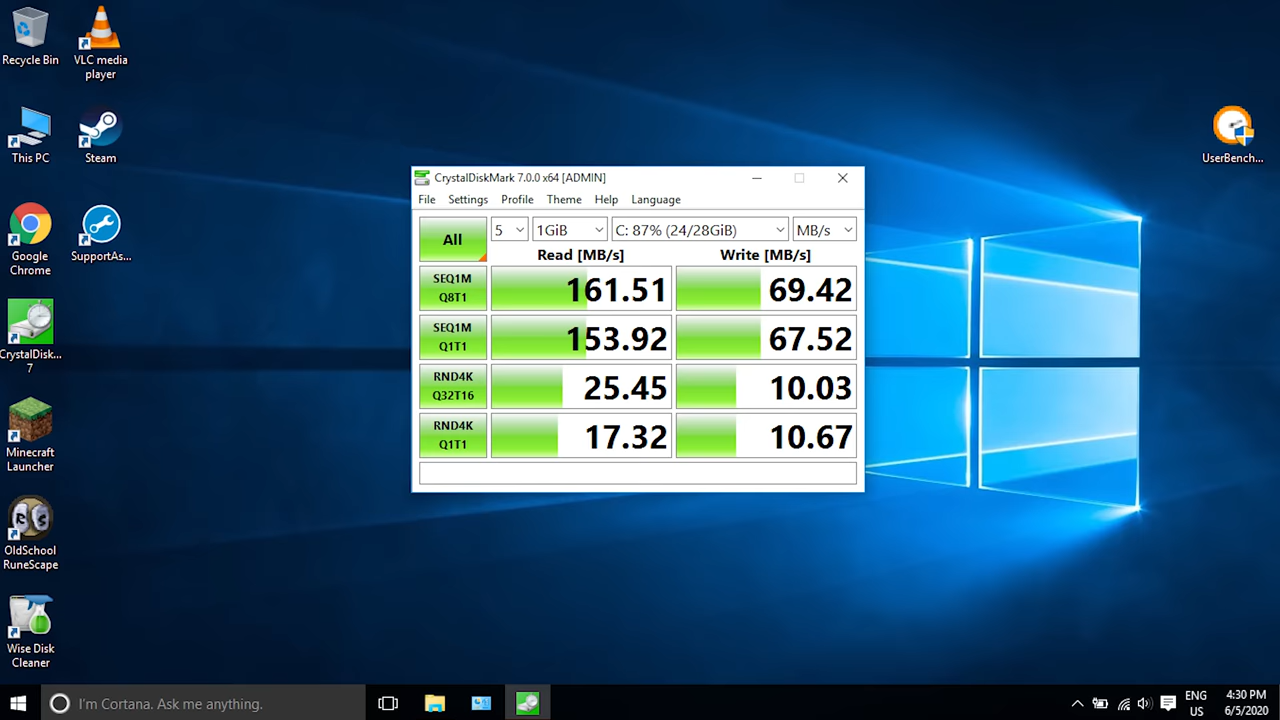 Recycle Bin
VLC media
player
This PC
Steam
Google
Chrome
SupportAs...
CrystalDisk...
7
Minecraft
Launcher
RS
OldSchool
RuneScape
Wise Disk
Cleaner
UserBench...
CrystalDiskMark 7.0.0 x64 [ADMIN]
File Settings Profile Theme Help Language
All
5 1GiB C: 87% (24/28GiB) MB/s
Read [MB/s] Write [MB/s]
SEQ1M
Q8T1
161.51 69.42
SEQ1M
Q1T1
153.92 67.52
RND4K
Q32T16
25.45 10.03
RND4K
Q1T1
17.32 10.67
I'm Cortana. Ask me anything.
ENG
US
4:30 PM
6/5/2020